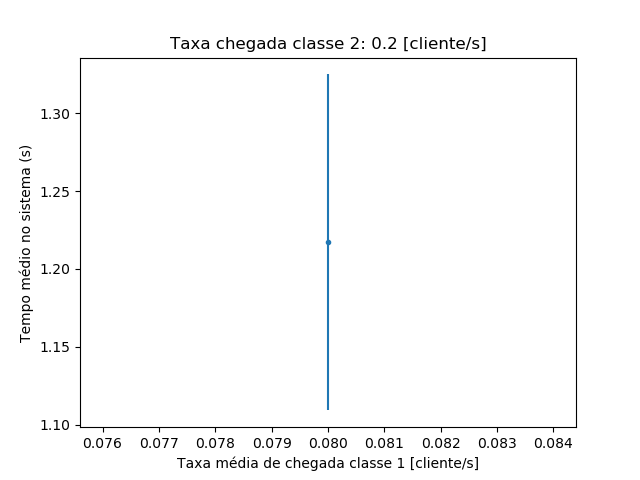 Taxa chegada classe 2: 0.2 [cliente/s]
1.30
1.25
1.20
1.15
1.10
Tempo médio no sistema (s)
0.076 0.077 0.078 0.079 0.080 0.081 0.082 0.083 0.084
Taxa média de chegada classe 1 [cliente/s]